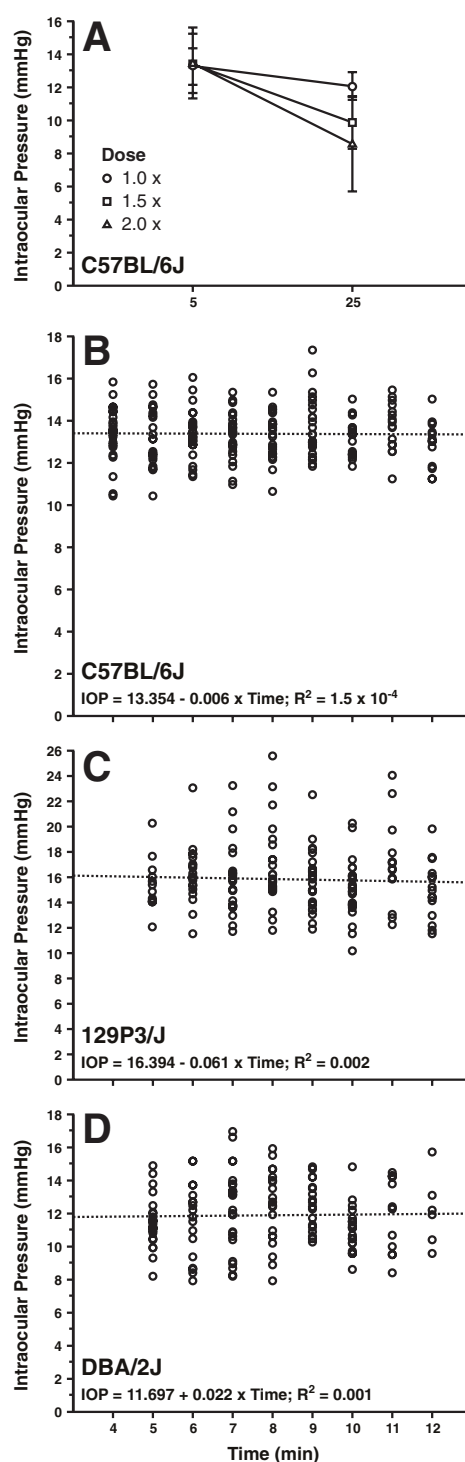 A
Intraocular Pressure (mmHg)
16
14
12
10
8
6
4
2
0
Dose
1.0 x
1.5 x
2.0 x
C57BL/6J
5
25
B
Intraocular Pressure (mmHg)
18
16
14
12
10
8
6
4
2
0
C57BL/6J
IOP = 13.354 - 0.006 x Time; R² = 1.5 x 10⁻⁴
C
Intraocular Pressure (mmHg)
26
24
22
20
18
16
14
12
10
8
6
4
2
0
129P3/J
IOP = 16.394 - 0.061 x Time; R² = 0.002
D
Intraocular Pressure (mmHg)
18
16
14
12
10
8
6
4
2
0
DBA/2J
IOP = 11.697 + 0.022 x Time; R² = 0.001
4 5 6 7 8 9 10 11 12
Time (min)